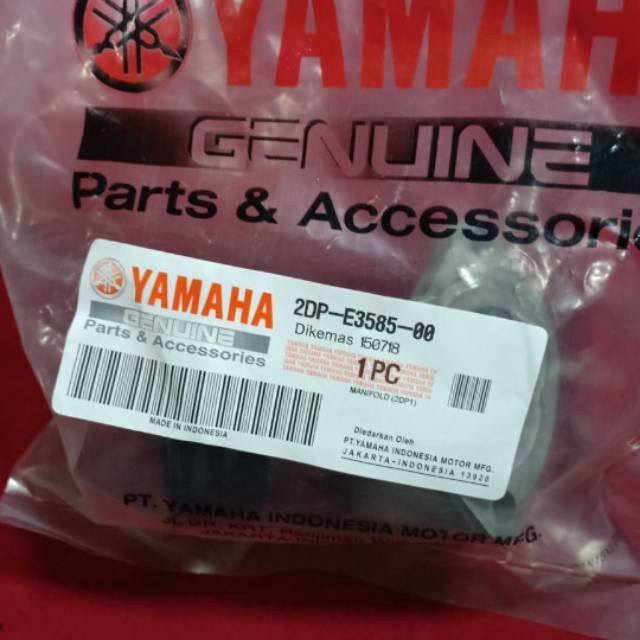 YAMAHA
GENUINE
Parts & Accessories
YAMAHA
GENUINE
Parts & Accessories
2DP-E3585-00
Dikemas 150718
1 PC
MANIFOLD (2DP1)
MADE IN INDONESIA
Diedarkan Oleh
PT.YAMAHA INDONESIA MOTOR MFG.
JAKARTA-INDONESIA 13920
PT. YAMAHA INDONESIA MOTOR MFG.